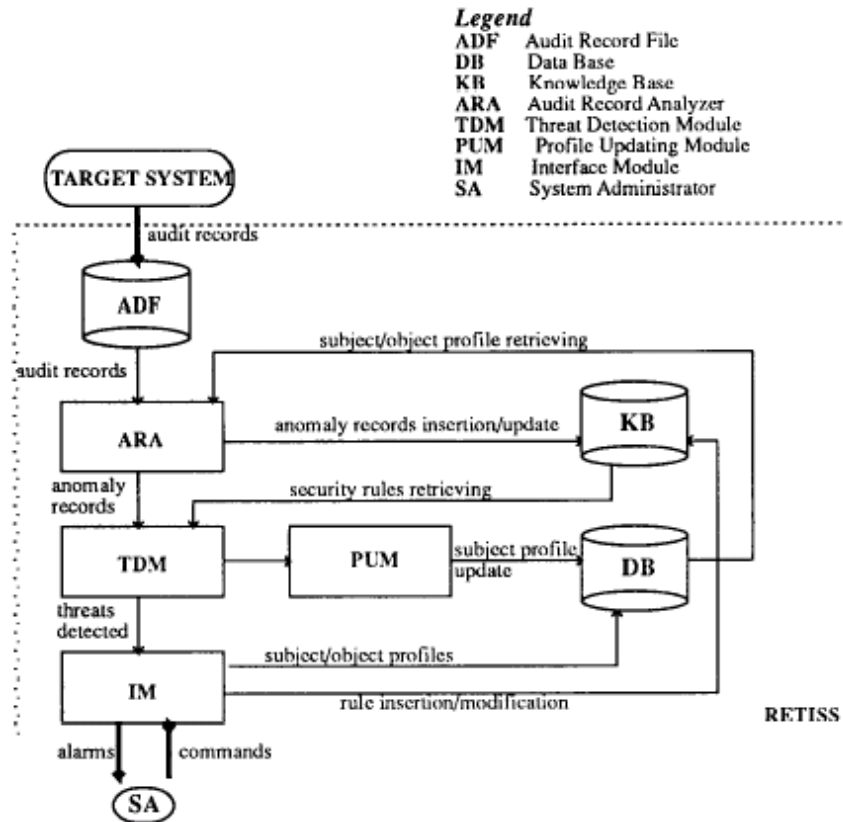 Legend
ADF Audit Record File
DB Data Base
KB Knowledge Base
ARA Audit Record Analyzer
TDM Threat Detection Module
PUM Profile Updating Module
IM Interface Module
SA System Administrator
TARGET SYSTEM
audit records
ADF
subject/object profile retrieving
audit records
KB
anomaly records insertion/update
ARA
anomaly
records
security rules retrieving
TDM
PUM
subject profile
update
DB
threats
detected
subject/object profiles
IM
rule insertion/modification
RETISS
alarms
commands
SA